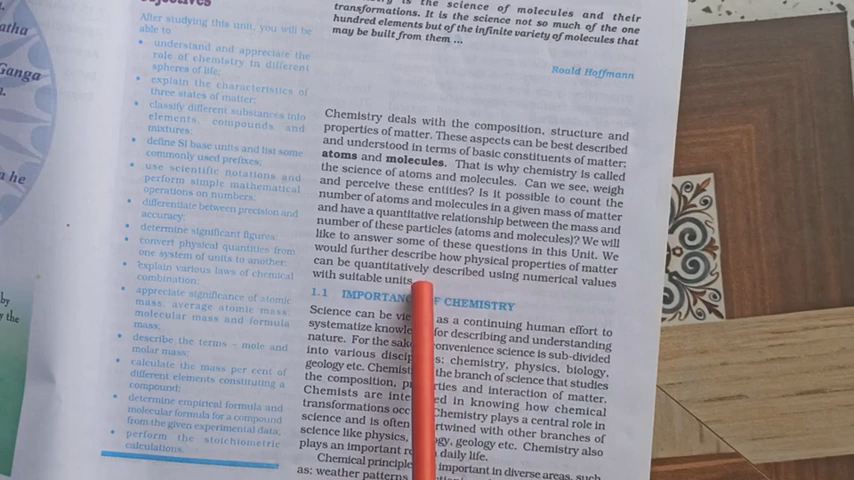 atha
Ganga
n.
n he
by
y the
After studying this unit, you will be
able to
• understand and appreciate the
role of chemistry in different
spheres of life;
• explain the characteristics of
three states of matter;
• classify different substances into
elements, compounds and
mixtures;
• define SI base units and list some
commonly used prefixes;
• use scientific notations and
perform simple mathematical
operations on numbers;
• differentiate between precision and
accuracy;
• determine significant figures;
• convert physical quantities from
one system of units to another;
• explain various laws of chemical
combination;
• appreciate significance of atomic
mass, average atomic mass,
molecular mass and formula
mass;
• describe the terms – mole and
molar mass;
• calculate the mass per cent of
different elements constituting a
compound;
• determine empirical formula and
molecular formula for a compound
from the given experimental data;
• perform the stoichiometric
calculations.
is the science of molecules and their
transformations. It is the science not so much of the one
hundred elements but of the infinite variety of molecules that
may be built from them ...
Roald Hoffmann
Chemistry deals with the composition, structure and
properties of matter. These aspects can be best described
and understood in terms of basic constituents of matter:
atoms and molecules. That is why chemistry is called
the science of atoms and molecules. Can we see, weigh
and perceive these entities? Is it possible to count the
number of atoms and molecules in a given mass of matter
and have a quantitative relationship between the mass and
number of these particles (atoms and molecules)? We will
like to answer some of these questions in this Unit. We
would further describe how physical properties of matter
can be quantitatively described using numerical values
with suitable units
1.1 IMPORTANC F CHEMISTRY
Science can be vie as a continuing human effort to
systematize knowle for describing and understanding
nature. For the sak convenience science is sub-divided
into various discip s: chemistry, physics, biology,
geology etc. Chemist the branch of science that studies
the composition, p rties and interaction of matter.
Chemists are inte ed in knowing how chemical
transformations occ Chemistry plays a central role in
science and is often rtwined with other branches of
science like physics, gy, geology etc. Chemistry also
plays an important r daily life.
Chemical principle important in diverse areas, such
as: weather patterns